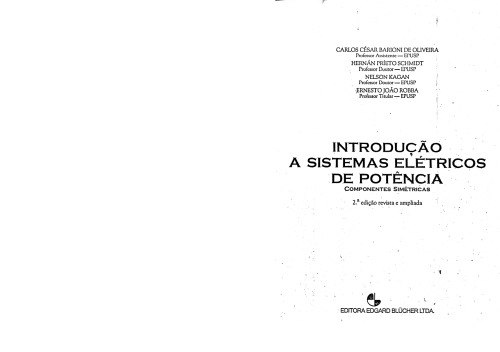 CARLOS CÉSAR BARIONI DE OLIVEIRA
Professor Assistente — EPUSP
HERNÁN PRIETO SCHMIDT
Professor Doutor — EPUSP
NELSON KAGAN
Professor Doutor — EPUSP
ERNESTO JOÃO ROBBA
Professor Titular — EPUSP
INTRODUÇÃO
A SISTEMAS ELÉTRICOS
DE POTÊNCIA
COMPONENTES SIMÉTRICAS
2.ª edição revista e ampliada
EDITORA EDGARD BLÜCHER LTDA.